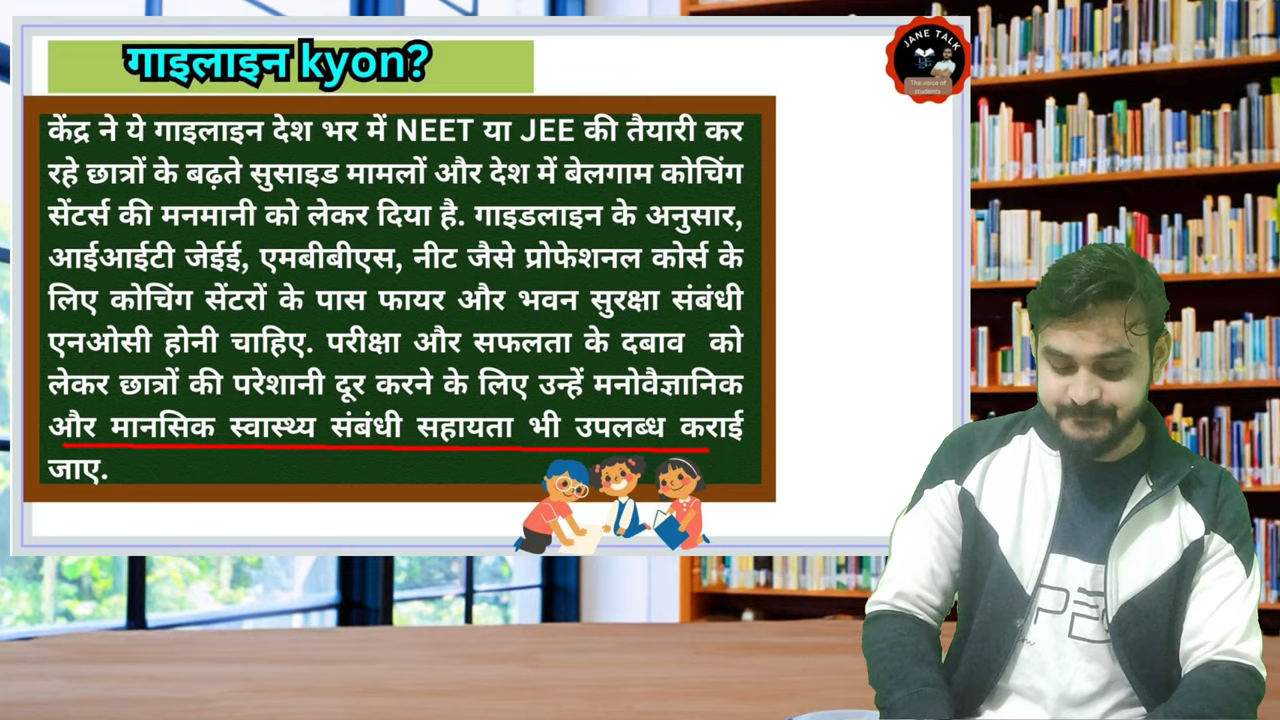 गाइलाइन kyon?
JANE TALK
The voice of
students
केंद्र ने ये गाइलाइन देश भर में NEET या JEE की तैयारी कर
रहे छात्रों के बढ़ते सुसाइड मामलों और देश में बेलगाम कोचिंग
सेंटर्स की मनमानी को लेकर दिया है. गाइडलाइन के अनुसार,
आईआईटी जेईई, एमबीबीएस, नीट जैसे प्रोफेशनल कोर्स के
लिए कोचिंग सेंटरों के पास फायर और भवन सुरक्षा संबंधी
एनओसी होनी चाहिए. परीक्षा और सफलता के दबाव को
लेकर छात्रों की परेशानी दूर करने के लिए उन्हें मनोवैज्ञानिक
और मानसिक स्वास्थ्य संबंधी सहायता भी उपलब्ध कराई
जाए.